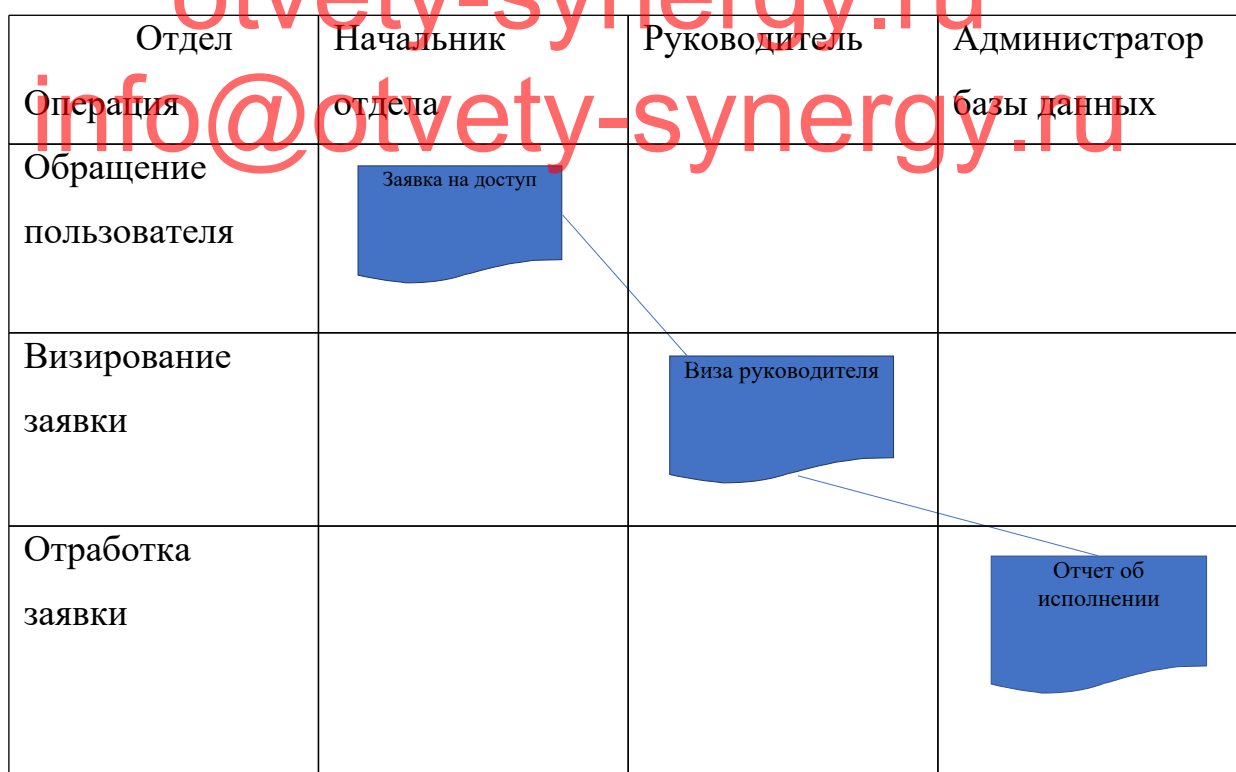 otvety-synergy.ru
Отдел
Операция
Начальник
отдела
Руководитель
Администратор
базы данных
info@otvety-synergy.ru
Обращение
пользователя
Заявка на доступ
Визирование
заявки
Виза руководителя
Отработка
заявки
Отчет об
исполнении